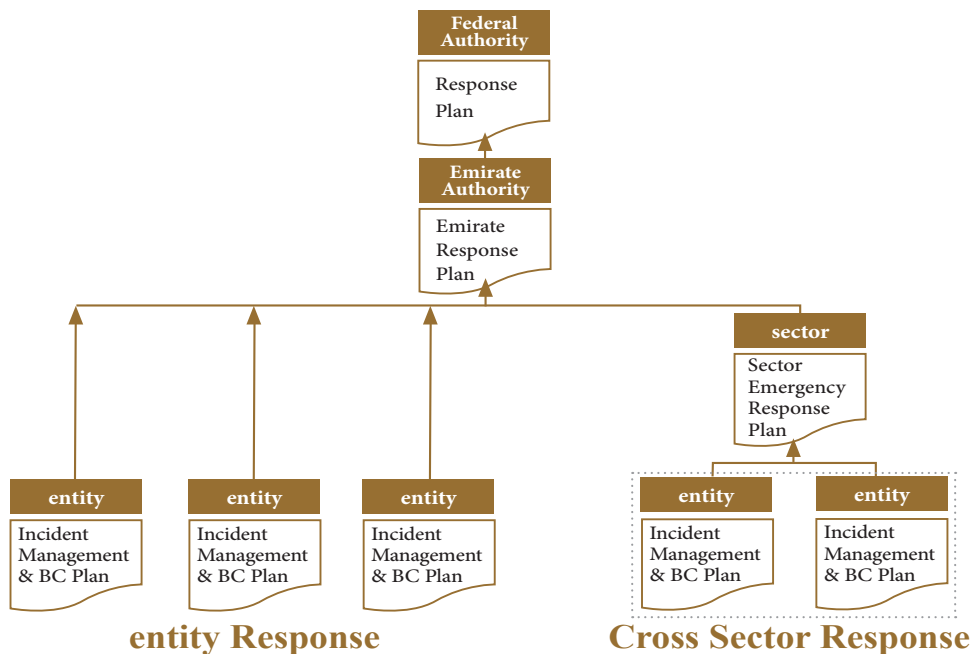 Federal
Authority
Response
Plan
Emirate
Authority
Emirate
Response
Plan
sector
Sector
Emergency
Response
Plan
entity
Incident
Management
& BC Plan
entity
Incident
Management
& BC Plan
entity
Incident
Management
& BC Plan
entity
Incident
Management
& BC Plan
entity
Incident
Management
& BC Plan
entity Response
Cross Sector Response